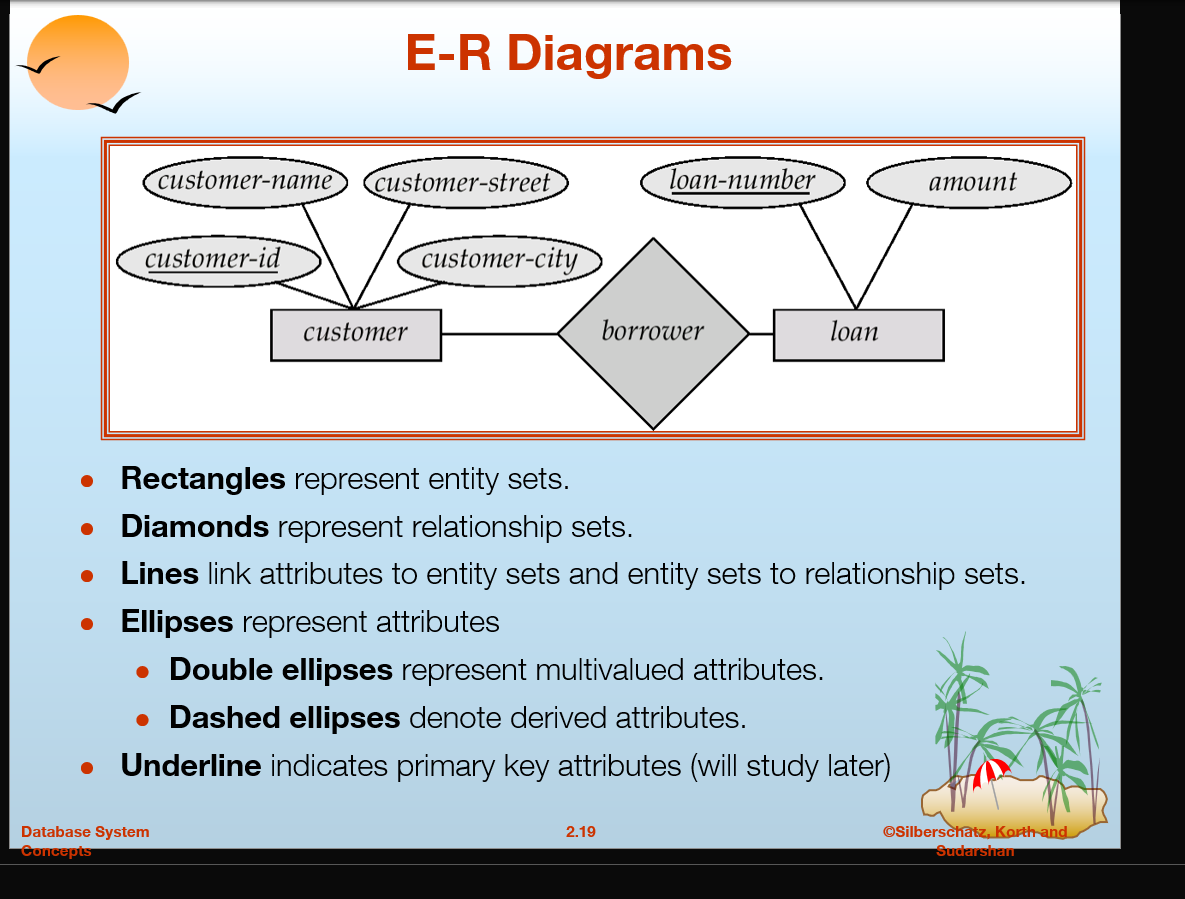 E-R Diagrams
customer-name customer-street loan-number amount
customer-id customer-city
customer borrower loan
Rectangles represent entity sets.
Diamonds represent relationship sets.
Lines link attributes to entity sets and entity sets to relationship sets.
Ellipses represent attributes
Double ellipses represent multivalued attributes.
Dashed ellipses denote derived attributes.
Underline indicates primary key attributes (will study later)
Database System
Concepts
2.19
©Silberschatz, Korth and
Sudarshan